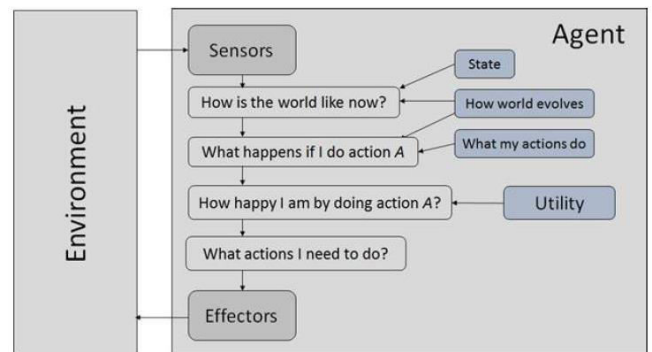 Agent
Sensors
State
How is the world like now?
How world evolves
What my actions do
What happens if I do action A
How happy I am by doing action A?
Utility
What actions I need to do?
Effectors
Environment